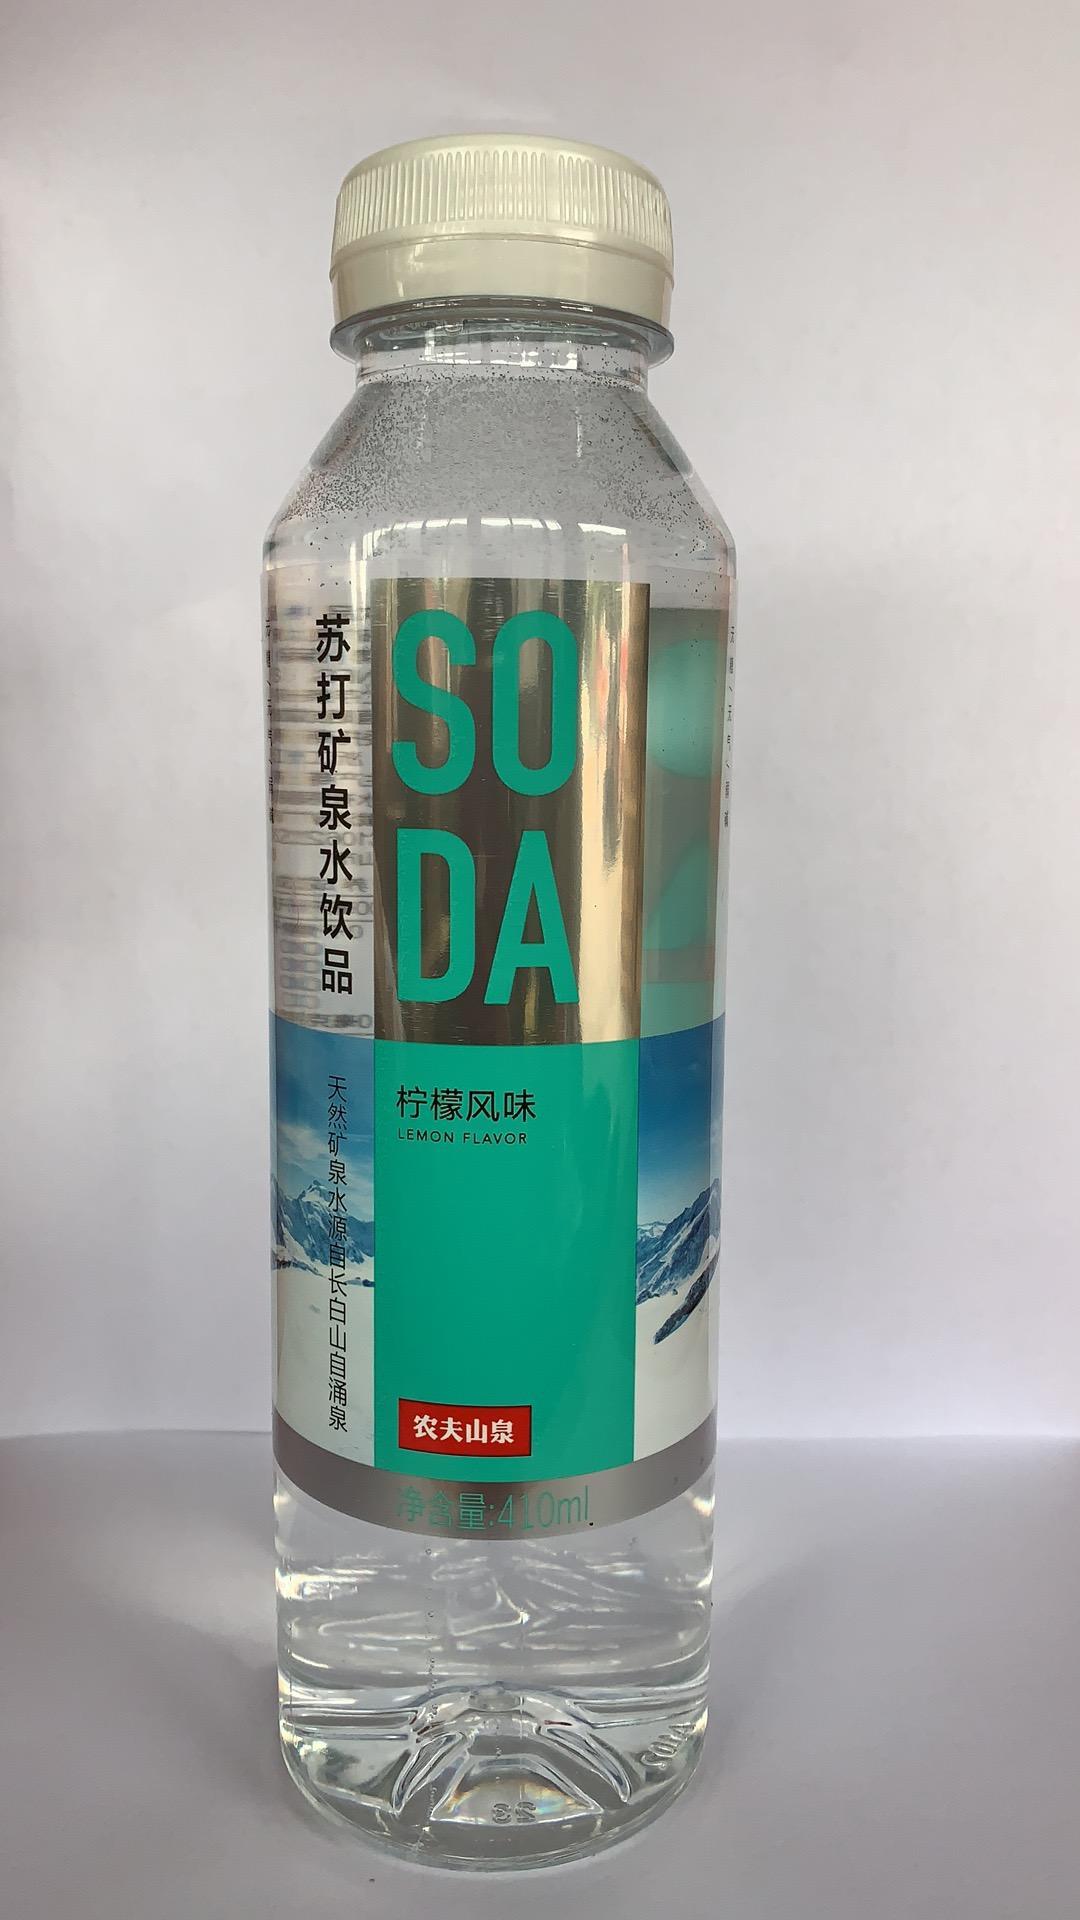 苏打矿泉水饮品
SO
DA
柠檬风味
LEMON FLAVOR
天然矿泉水源自长白山自涌泉
农夫山泉
净含量:410ml
SODA